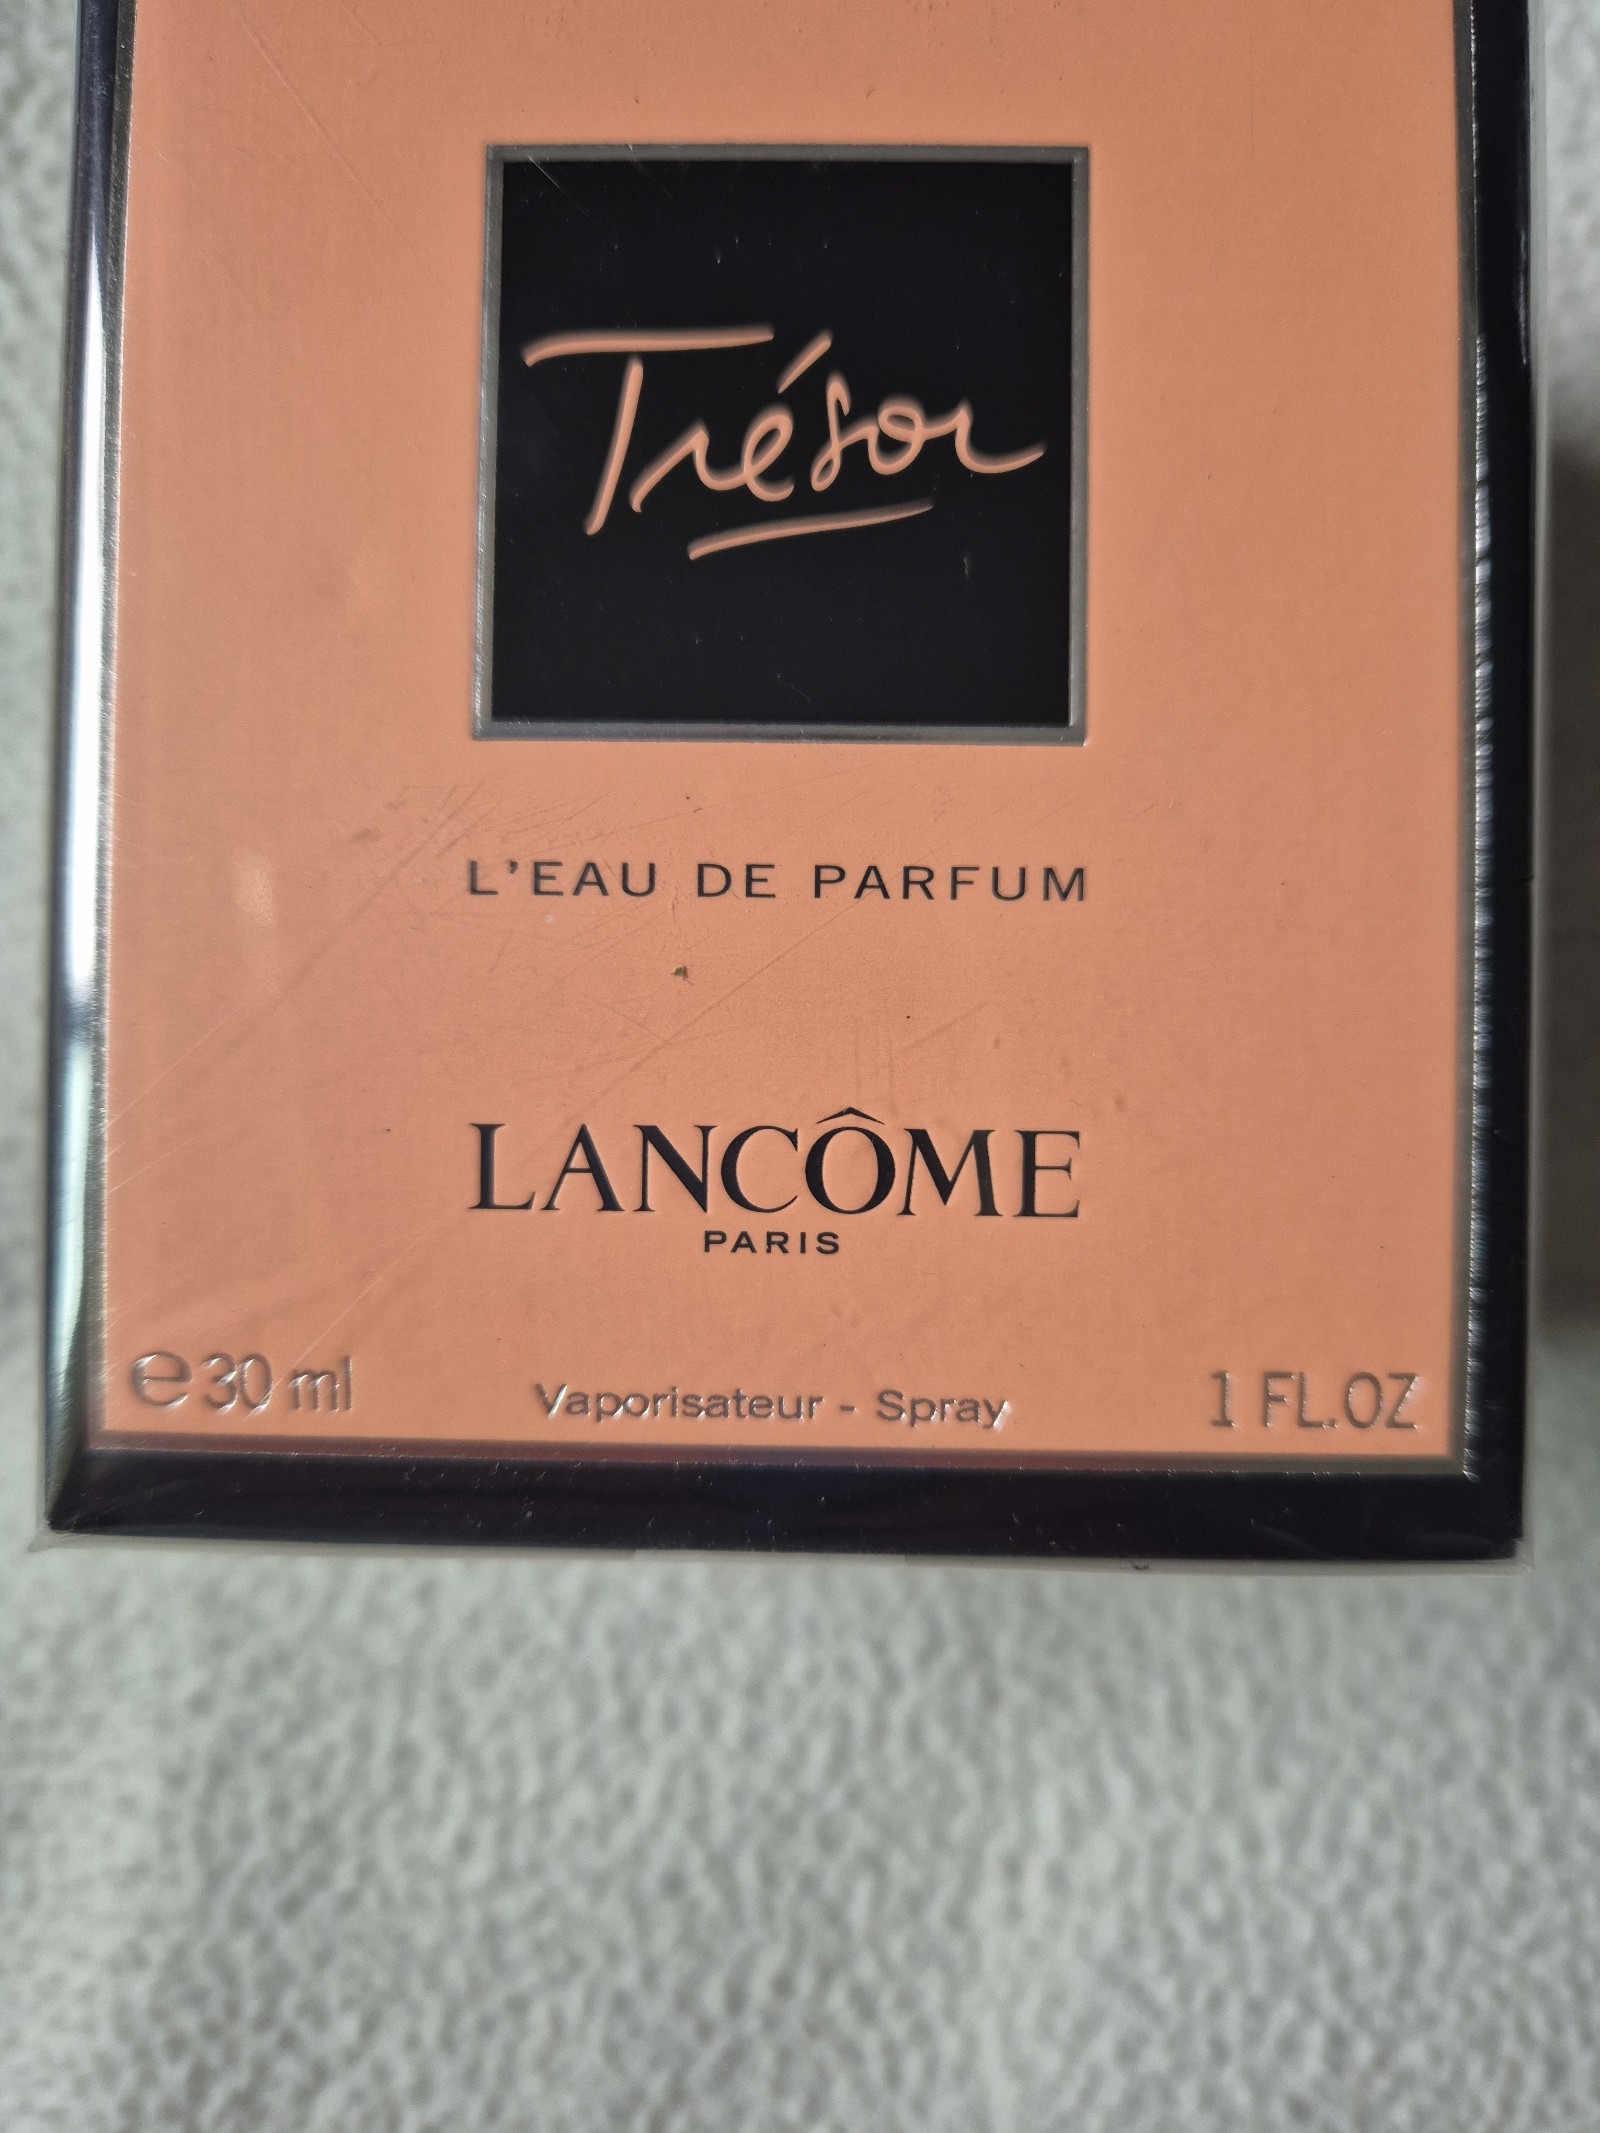 Trésor
L'EAU DE PARFUM
LANCÔME
PARIS
℮30 ml Vaporisateur - Spray 1 FL.OZ